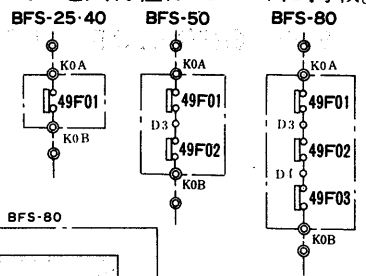 BFS-25·40 BFS-50 BFS-80
K0A K0A K0A
49F01 49F01 49F01
K0B D3 D3
49F02 49F02
K0B
49F03
K0B
BFS-80